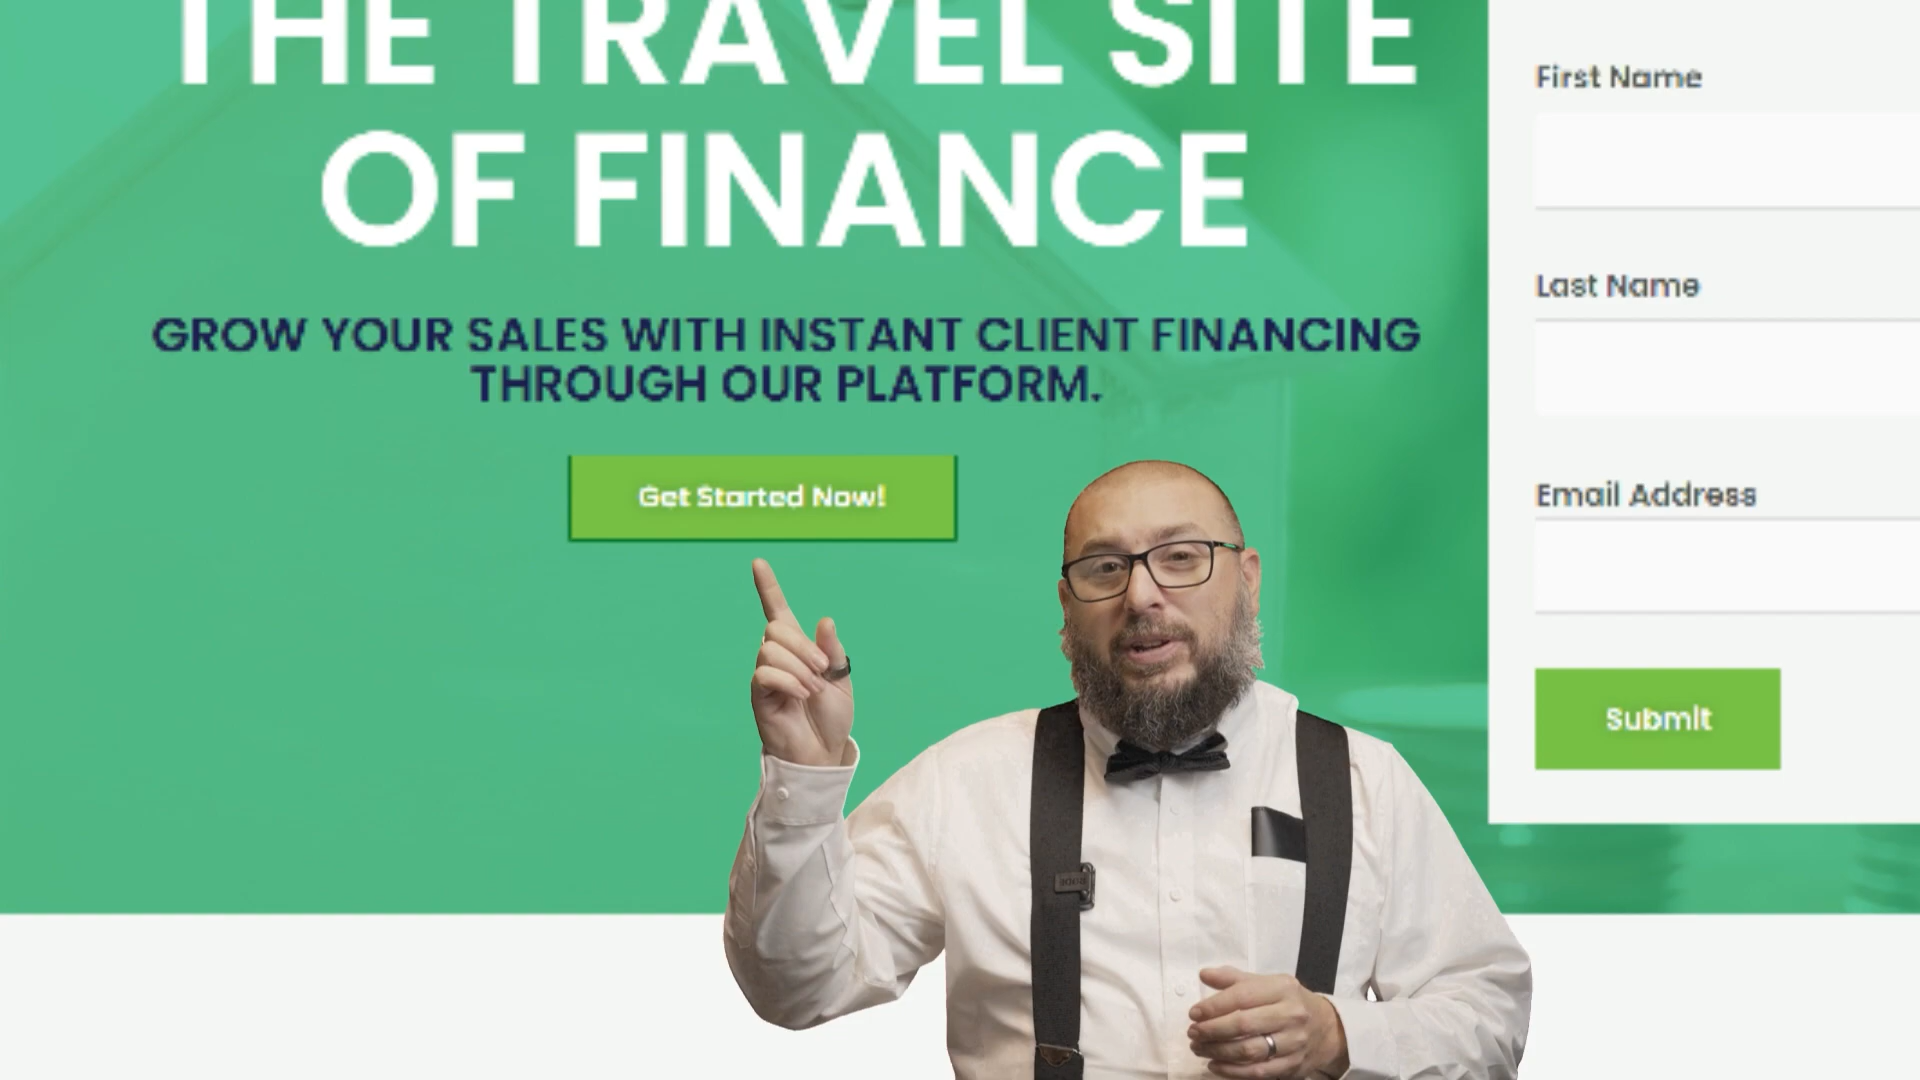 THE TRAVEL SITE
OF FINANCE
GROW YOUR SALES WITH INSTANT CLIENT FINANCING
THROUGH OUR PLATFORM.
Get Started Now!
First Name
Last Name
Email Address
Submit